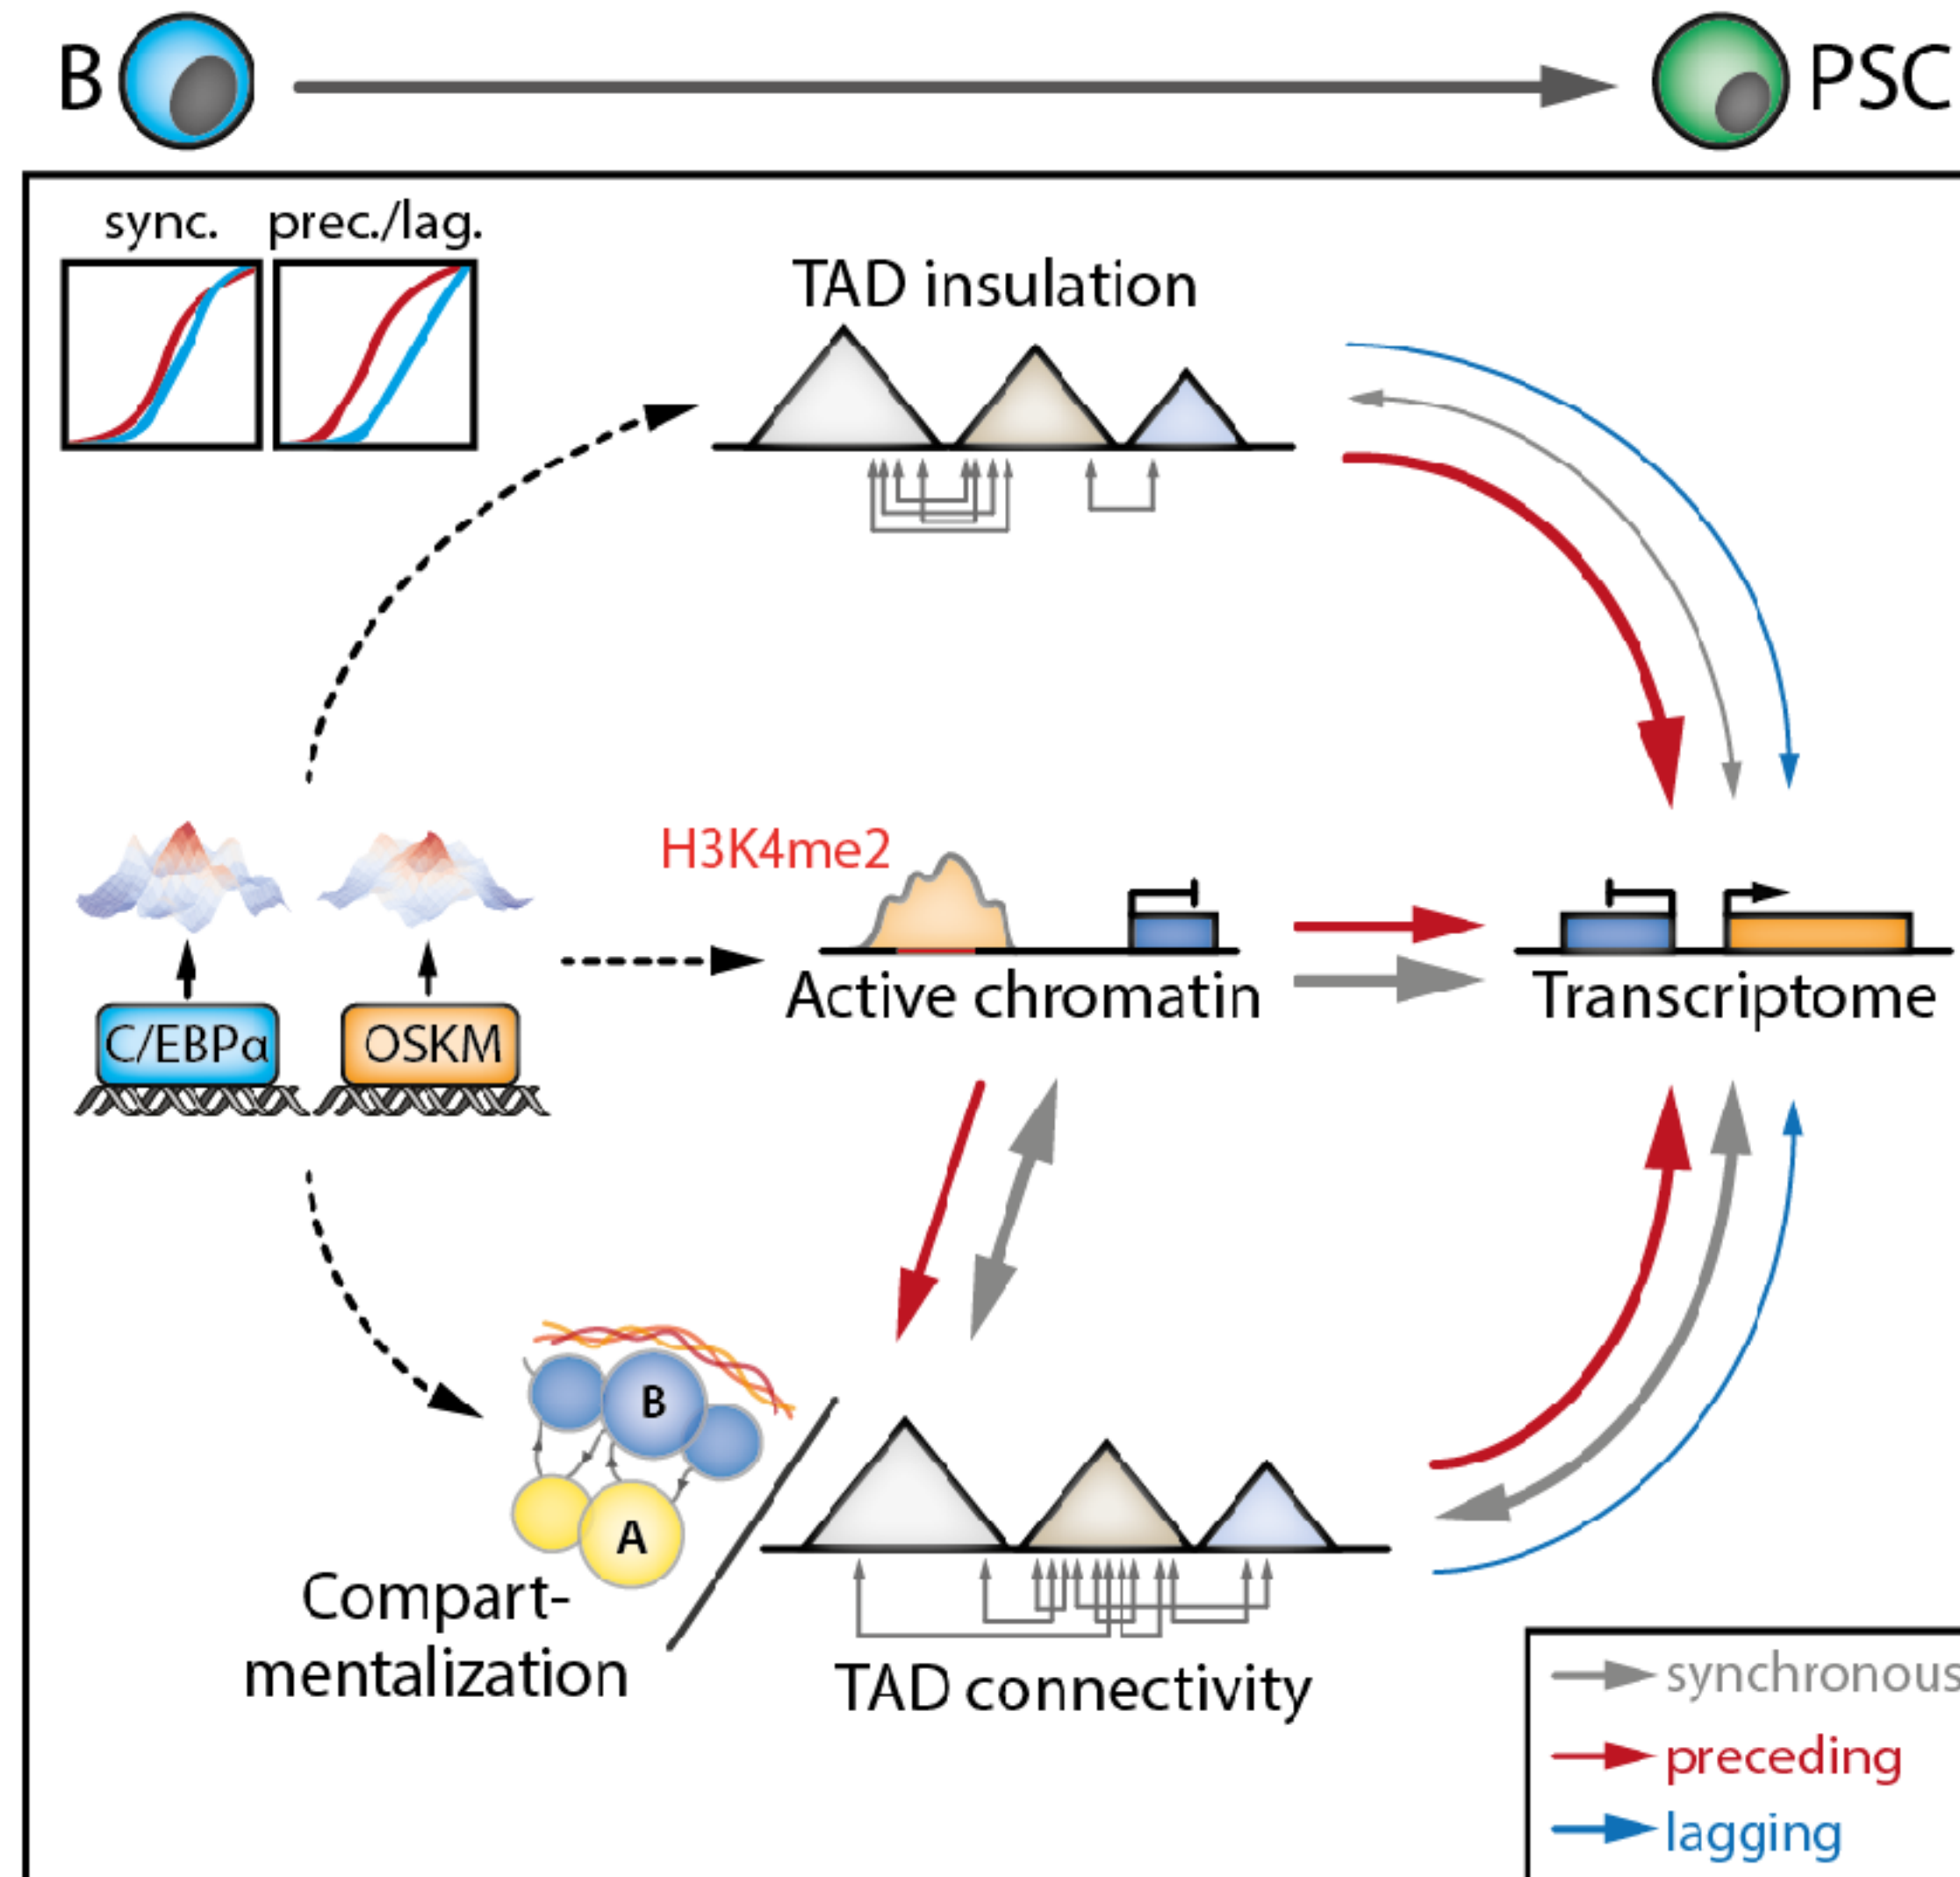 B
PSC
sync.
prec./lag.
TAD insulation
H3K4me2
Active chromatin
Transcriptome
C/EBPα
OSKM
B
A
Compart-
mentalization
TAD connectivity
synchronous
preceding
lagging